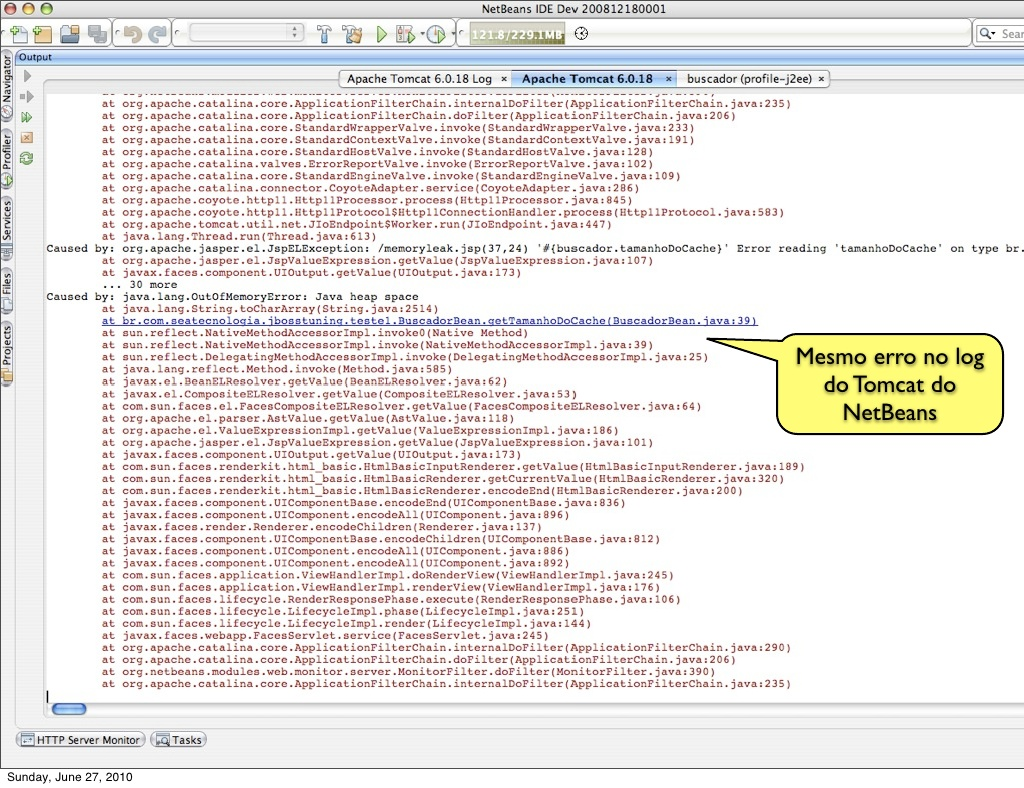 NetBeans IDE Dev 200812180001
121.8/229.1MB
Sear
Output
Navigator
Profiler
Services
Files
Projects
Apache Tomcat 6.0.18 Log × Apache Tomcat 6.0.18 × buscador (profile-j2ee) ×
at org.apache.catalina.core.ApplicationFilterChain.internalDoFilter(ApplicationFilterChain.java:235)
at org.apache.catalina.core.ApplicationFilterChain.doFilter(ApplicationFilterChain.java:206)
at org.apache.catalina.core.StandardWrapperValve.invoke(StandardWrapperValve.java:233)
at org.apache.catalina.core.StandardContextValve.invoke(StandardContextValve.java:191)
at org.apache.catalina.core.StandardHostValve.invoke(StandardHostValve.java:128)
at org.apache.catalina.valves.ErrorReportValve.invoke(ErrorReportValve.java:102)
at org.apache.catalina.core.StandardEngineValve.invoke(StandardEngineValve.java:109)
at org.apache.catalina.connector.CoyoteAdapter.service(CoyoteAdapter.java:286)
at org.apache.coyote.http11.Http11Processor.process(Http11Processor.java:845)
at org.apache.coyote.http11.Http11Protocol$Http11ConnectionHandler.process(Http11Protocol.java:583)
at org.apache.tomcat.util.net.JIoEndpoint$Worker.run(JIoEndpoint.java:447)
at java.lang.Thread.run(Thread.java:613)
Caused by: org.apache.jasper.el.JspELException: /memoryleak.jsp(37,24) '#{buscador.tamanhoDoCache}' Error reading 'tamanhoDoCache' on type br.
at org.apache.jasper.el.JspValueExpression.getValue(JspValueExpression.java:107)
at javax.faces.component.UIOutput.getValue(UIOutput.java:173)
... 30 more
Caused by: java.lang.OutOfMemoryError: Java heap space
at java.lang.String.toCharArray(String.java:2514)
at br.com.seatecnologia.jbosstuning.teste1.BuscadorBean.getTamanhoDoCache(BuscadorBean.java:39)
at sun.reflect.NativeMethodAccessorImpl.invoke0(Native Method)
at sun.reflect.NativeMethodAccessorImpl.invoke(NativeMethodAccessorImpl.java:39)
at sun.reflect.DelegatingMethodAccessorImpl.invoke(DelegatingMethodAccessorImpl.java:25)
at java.lang.reflect.Method.invoke(Method.java:585)
at javax.el.BeanELResolver.getValue(BeanELResolver.java:62)
at javax.el.CompositeELResolver.getValue(CompositeELResolver.java:53)
at com.sun.faces.el.FacesCompositeELResolver.getValue(FacesCompositeELResolver.java:64)
at org.apache.el.parser.AstValue.getValue(AstValue.java:118)
at org.apache.el.ValueExpressionImpl.getValue(ValueExpressionImpl.java:186)
at org.apache.jasper.el.JspValueExpression.getValue(JspValueExpression.java:101)
at javax.faces.component.UIOutput.getValue(UIOutput.java:173)
at com.sun.faces.renderkit.html_basic.HtmlBasicInputRenderer.getValue(HtmlBasicInputRenderer.java:189)
at com.sun.faces.renderkit.html_basic.HtmlBasicRenderer.getCurrentValue(HtmlBasicRenderer.java:320)
at com.sun.faces.renderkit.html_basic.HtmlBasicRenderer.encodeEnd(HtmlBasicRenderer.java:200)
at javax.faces.component.UIComponentBase.encodeEnd(UIComponentBase.java:836)
at javax.faces.component.UIComponent.encodeAll(UIComponent.java:896)
at javax.faces.render.Renderer.encodeChildren(Renderer.java:137)
at javax.faces.component.UIComponentBase.encodeChildren(UIComponentBase.java:812)
at javax.faces.component.UIComponent.encodeAll(UIComponent.java:886)
at javax.faces.component.UIComponent.encodeAll(UIComponent.java:892)
at com.sun.faces.application.ViewHandlerImpl.doRenderView(ViewHandlerImpl.java:245)
at com.sun.faces.application.ViewHandlerImpl.renderView(ViewHandlerImpl.java:176)
at com.sun.faces.lifecycle.RenderResponsePhase.execute(RenderResponsePhase.java:106)
at com.sun.faces.lifecycle.LifecycleImpl.phase(LifecycleImpl.java:251)
at com.sun.faces.lifecycle.LifecycleImpl.render(LifecycleImpl.java:144)
at javax.faces.webapp.FacesServlet.service(FacesServlet.java:245)
at org.apache.catalina.core.ApplicationFilterChain.internalDoFilter(ApplicationFilterChain.java:290)
at org.apache.catalina.core.ApplicationFilterChain.doFilter(ApplicationFilterChain.java:206)
at org.netbeans.modules.web.monitor.server.MonitorFilter.doFilter(MonitorFilter.java:390)
at org.apache.catalina.core.ApplicationFilterChain.internalDoFilter(ApplicationFilterChain.java:235)
Mesmo erro no log
do Tomcat do
NetBeans
HTTP Server Monitor
Tasks
Sunday, June 27, 2010